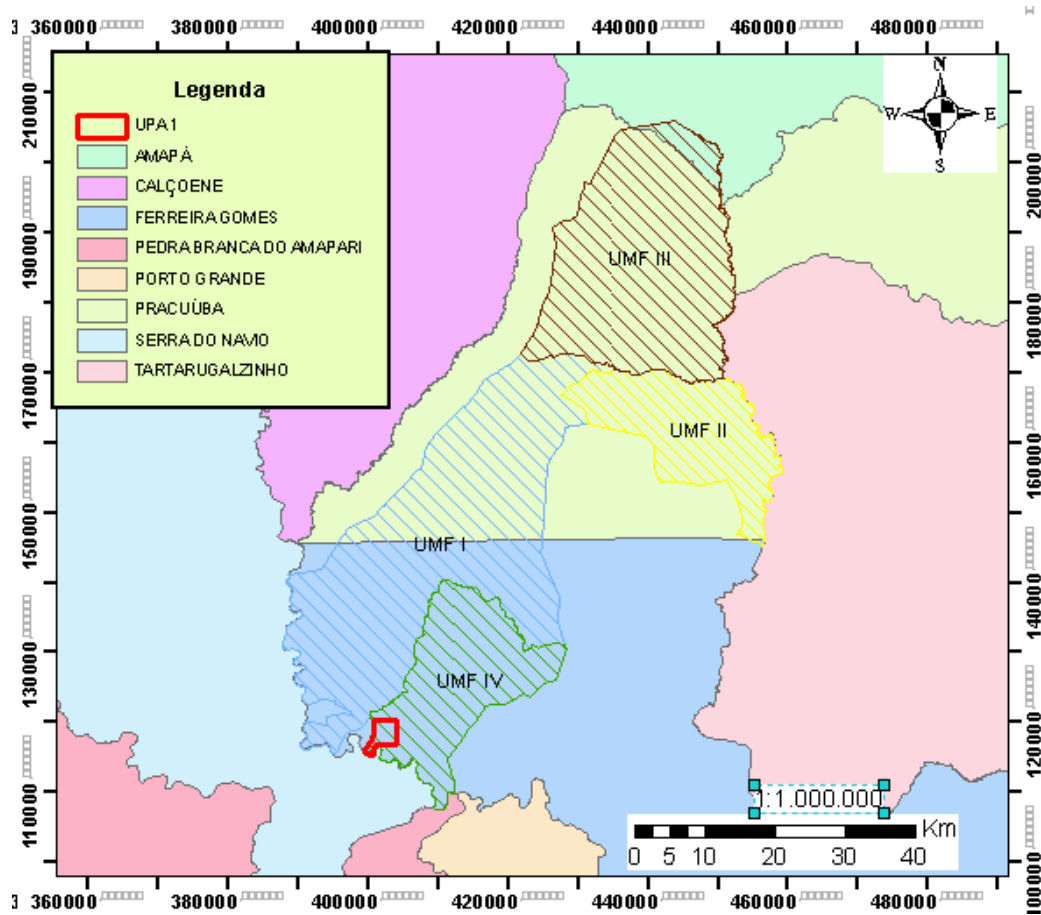 360000 380000 400000 420000 440000 460000 480000
Legenda
UPA 1
AMAPÁ
CALÇOENE
FERREIRA GOMES
PEDRA BRANCA DO AMAPARI
PORTO GRANDE
PRACUÚBA
SERRA DO NAVIO
TARTARUGALZINHO
N
W E
S
210000
190000
170000
150000
130000
110000
200000
180000
160000
140000
120000
100000
UMF III
UMF II
UMF I
UMF IV
1:1.000.000
Km
0 5 10 20 30 40
360000 380000 400000 420000 440000 460000 480000